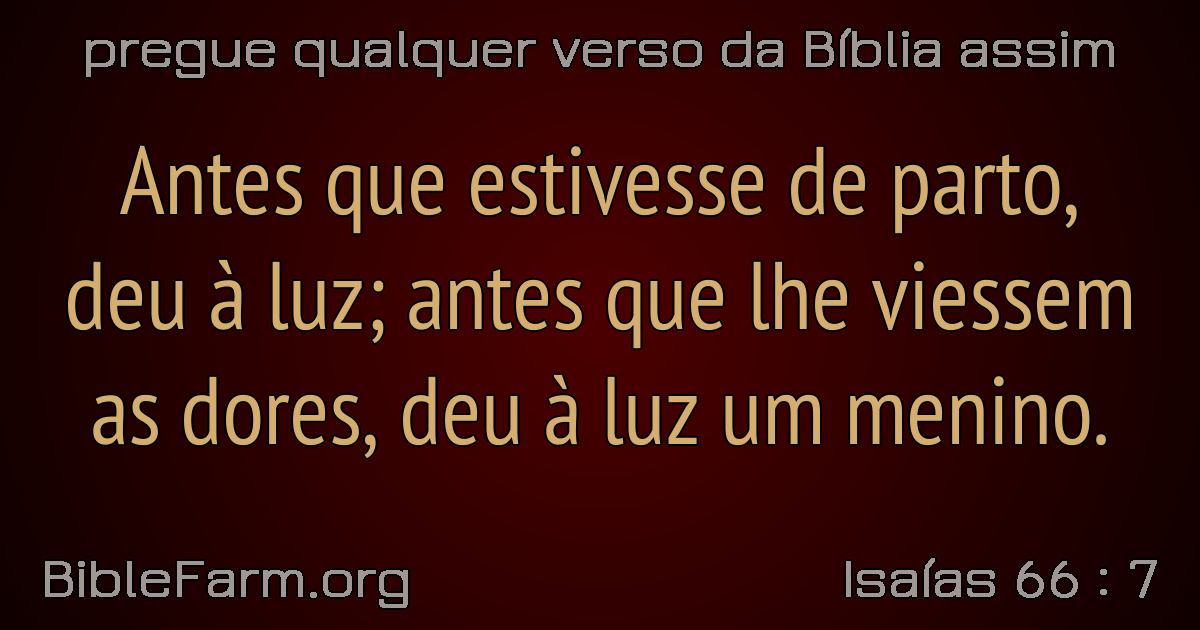 pregue qualquer verso da Bíblia assim
Antes que estivesse de parto,
deu à luz; antes que lhe viessem
as dores, deu à luz um menino.
BibleFarm.org
Isaías 66 : 7